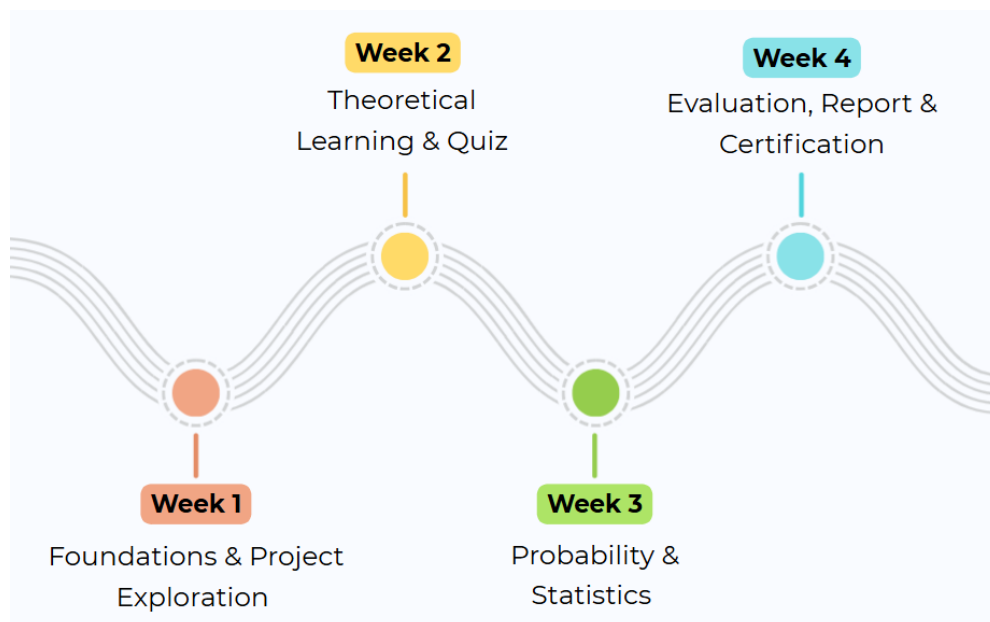 Week 1
Foundations & Project
Exploration
Week 2
Theoretical
Learning & Quiz
Week 3
Probability &
Statistics
Week 4
Evaluation, Report &
Certification